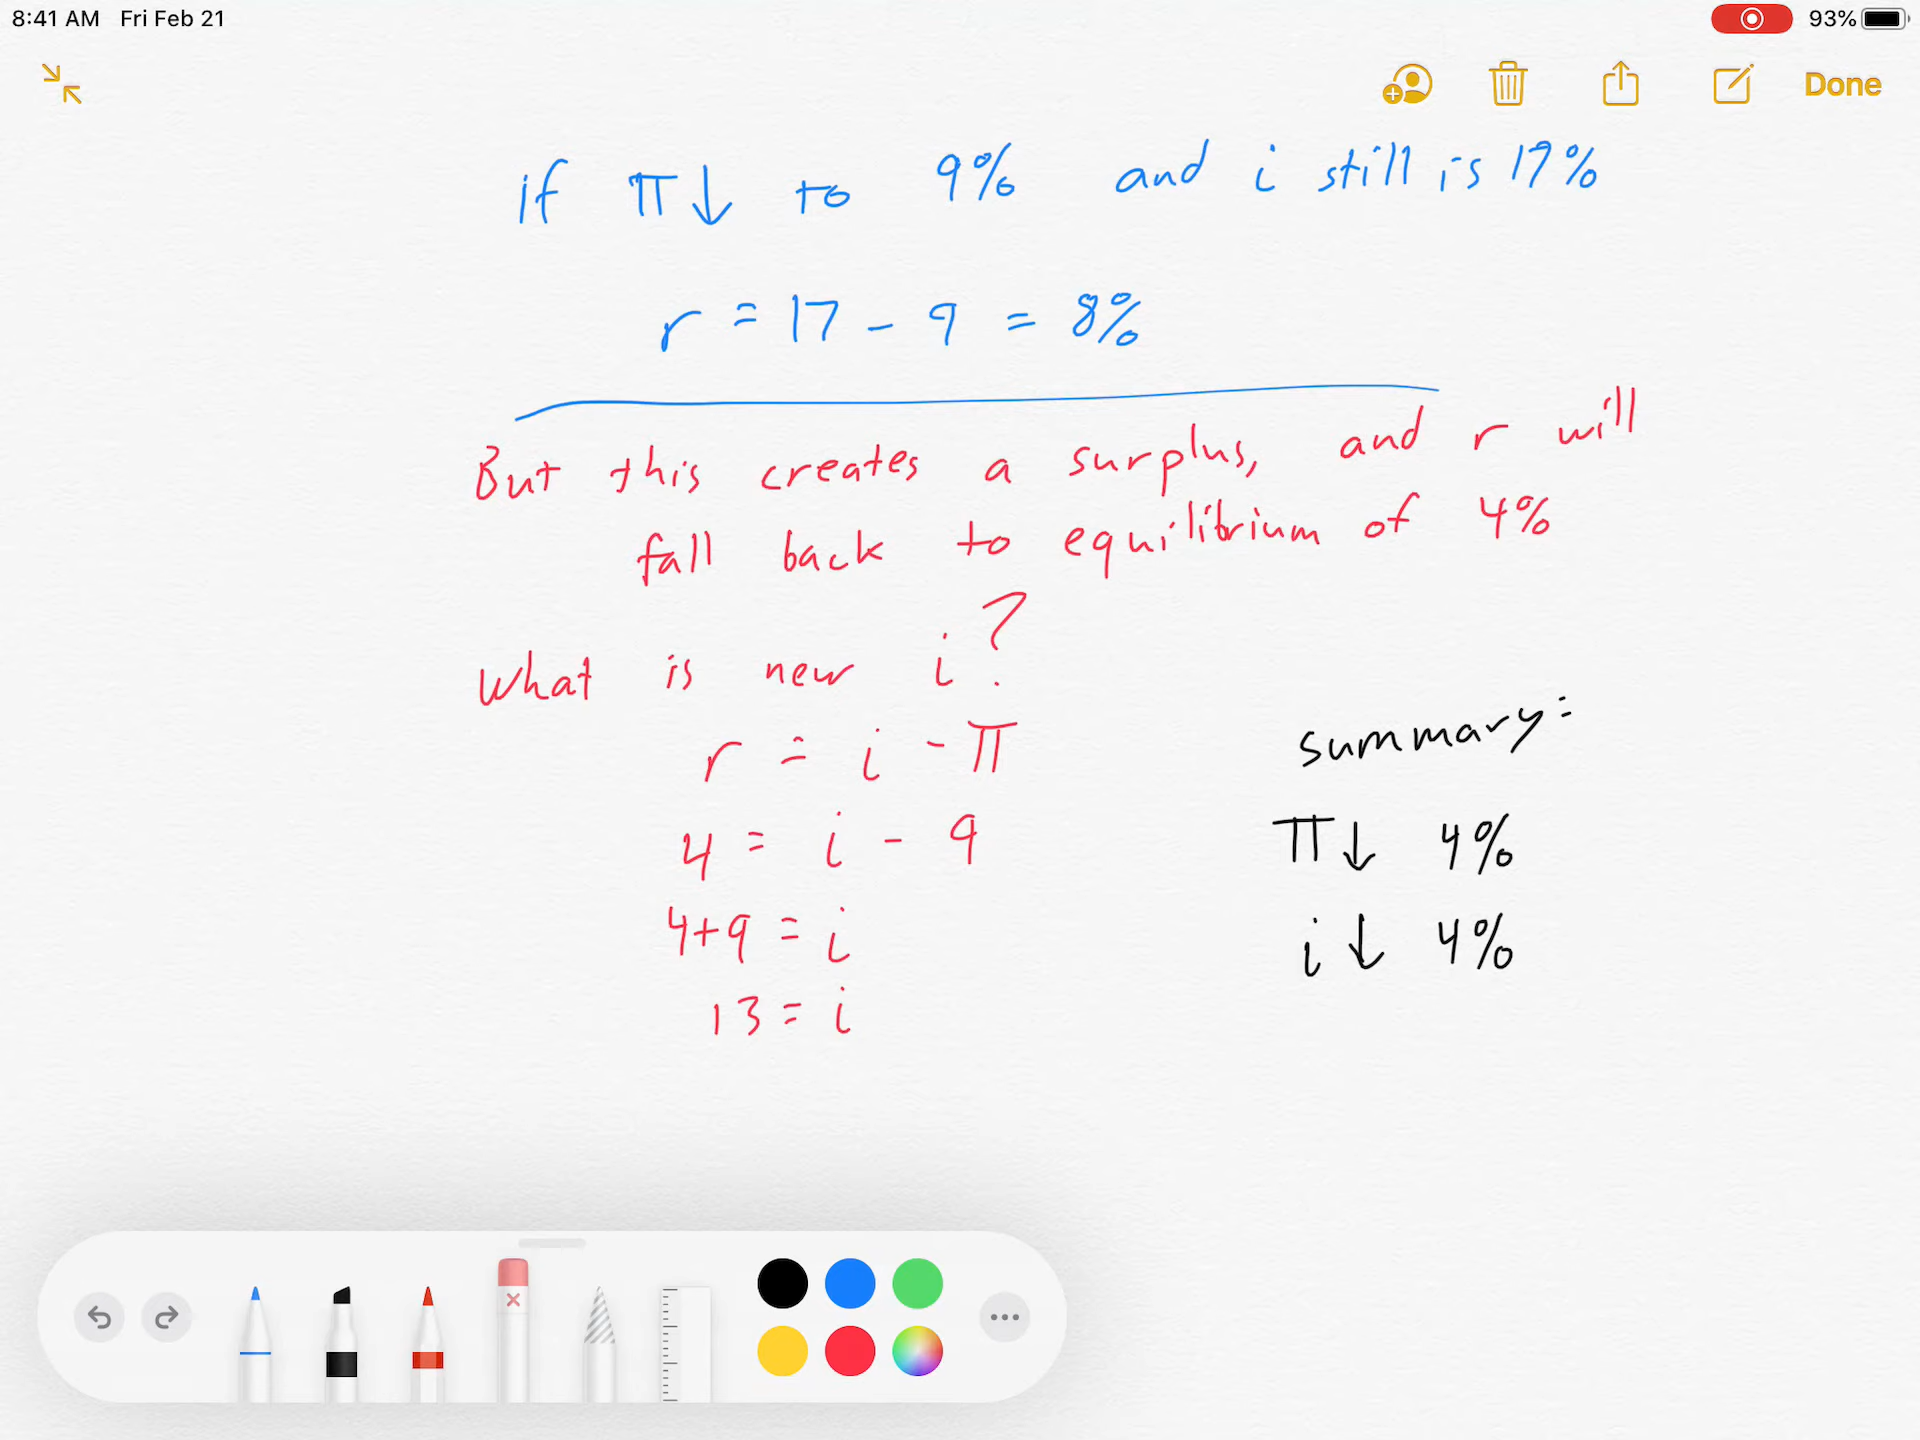 8:41 AM Fri Feb 21
93%
Done
if π↓ to 9% and i still is 17%
r = 17 - 9 = 8%
But this creates a surplus, and r will
fall back to equilibrium of 4%
What is new i?
r = i - π
4 = i - 9
4+9 = i
13 = i
summary:
π↓ 4%
i↓ 4%